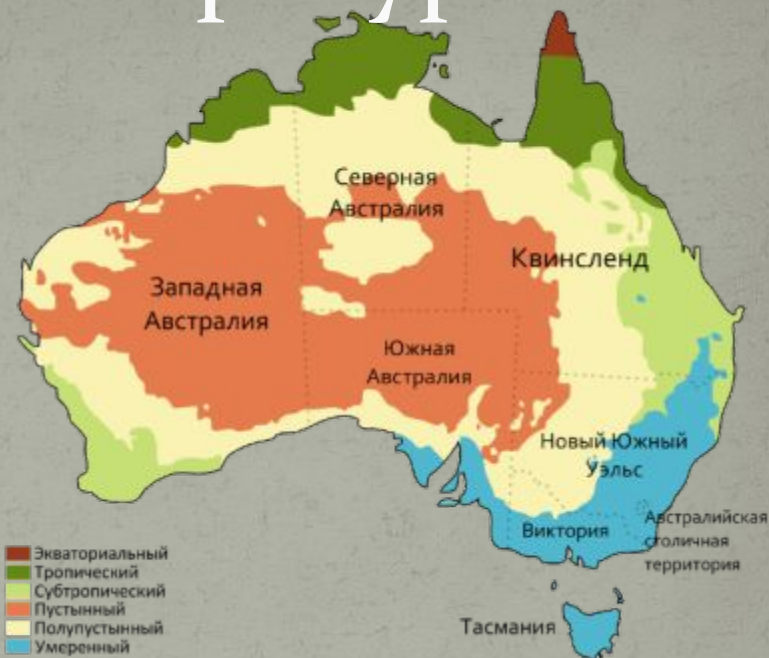 Северная
Австралия
Квинсленд
Западная
Австралия
Южная
Австралия
Новый Южный
Уэльс
Австралийская
столичная
территория
Виктория
Тасмания
Экваториальный
Тропический
Субтропический
Пустынный
Полупустынный
Умеренный